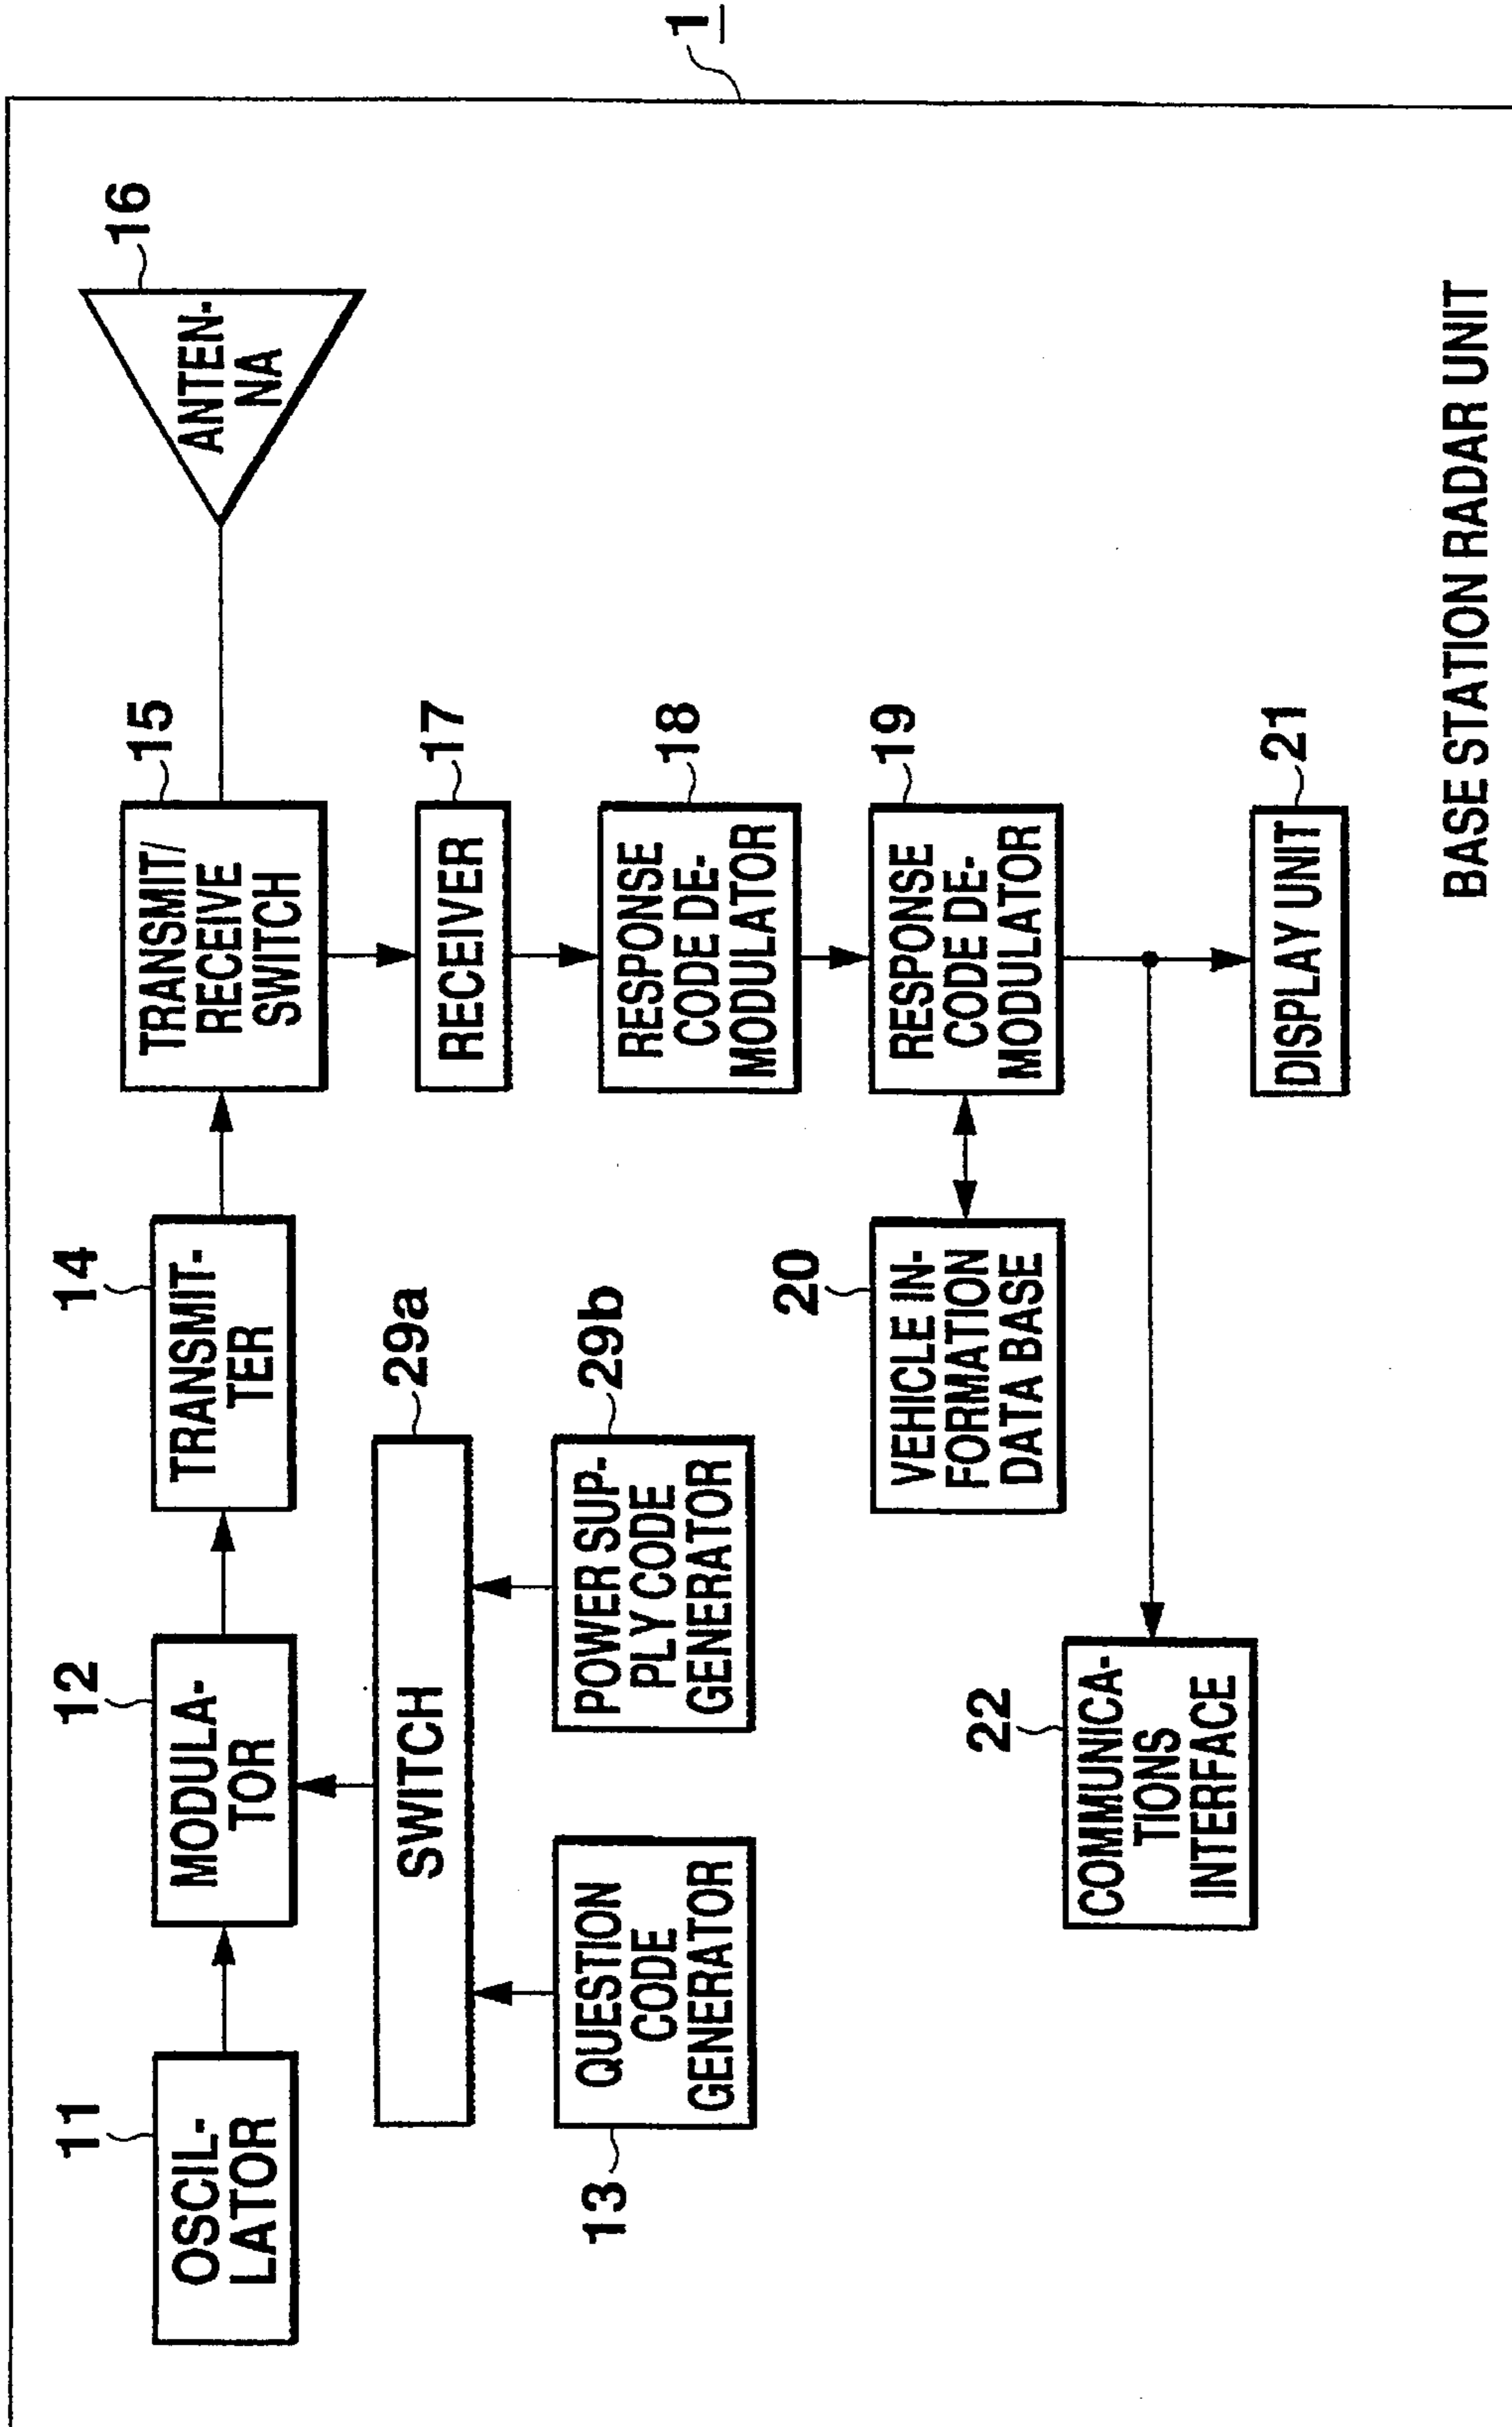 1
16
ANTEN-
NA
15
TRANSMIT/
RECEIVE
SWITCH
14
TRANSMIT-
TER
12
MODULA-
TOR
11
OSCIL-
LATOR
29a
SWITCH
17
RECEIVER
29b
POWER SUP-
PLY CODE
GENERATOR
13
QUESTION
CODE
GENERATOR
18
RESPONSE
CODE DE-
MODULATOR
19
RESPONSE
CODE DE-
MODULATOR
20
VEHICLE IN-
FORMATION
DATA BASE
21
DISPLAY UNIT
22
COMMUNICA-
TIONS
INTERFACE
BASE STATION RADAR UNIT